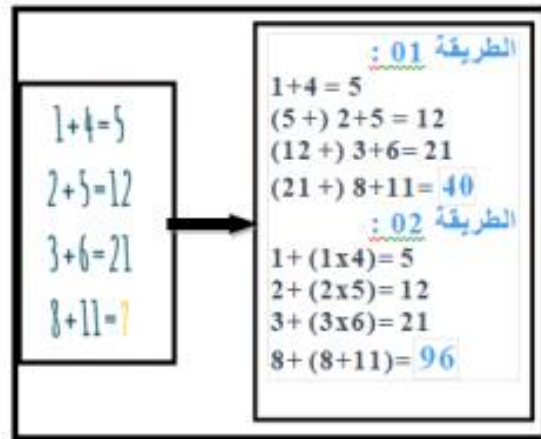 1+4=5
2+5=12
3+6=21
8+11=?
الطريقة 01 :
1+4 = 5
(5 +) 2+5 = 12
(12 +) 3+6= 21
(21 +) 8+11= 40
الطريقة 02 :
1+ (1x4)= 5
2+ (2x5)= 12
3+ (3x6)= 21
8+ (8+11)= 96